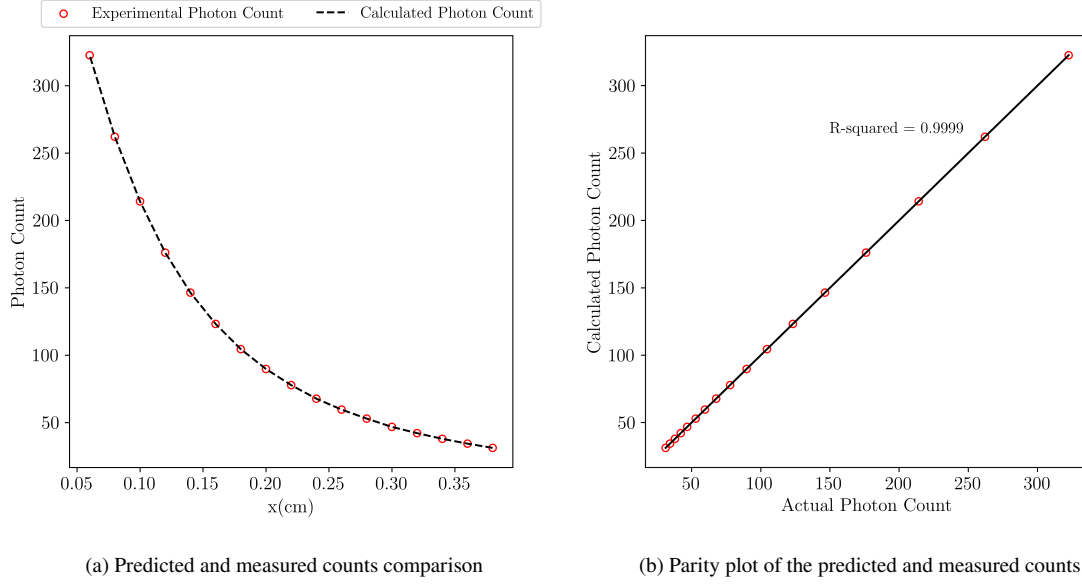 Experimental Photon Count
Calculated Photon Count
300
250
200
150
100
50
Photon Count
0.05
0.10
0.15
0.20
0.25
0.30
0.35
x(cm)
(a) Predicted and measured counts comparison
R-squared = 0.9999
300
250
200
150
100
50
Calculated Photon Count
50
100
150
200
250
300
Actual Photon Count
(b) Parity plot of the predicted and measured counts